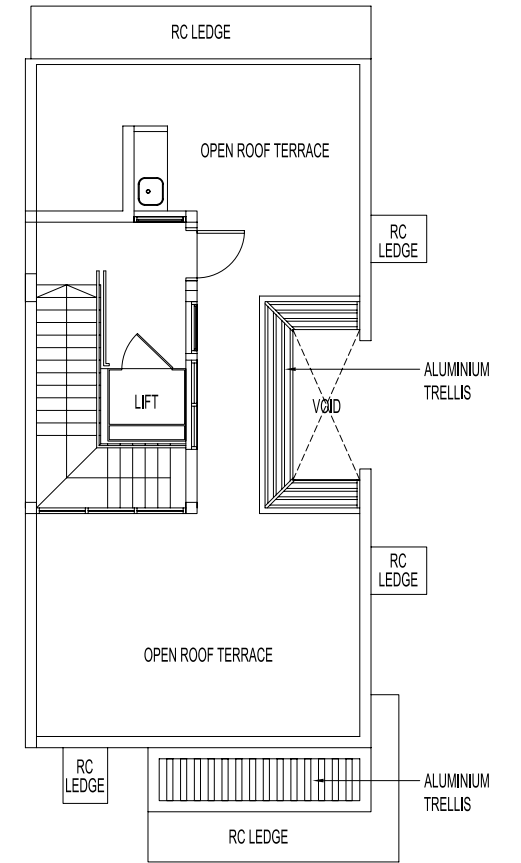 RC LEDGE
OPEN ROOF TERRACE
RC
LEDGE
ALUMINIUM
TRELLIS
LIFT
VOID
RC
LEDGE
OPEN ROOF TERRACE
RC
LEDGE
ALUMINIUM
TRELLIS
RC LEDGE